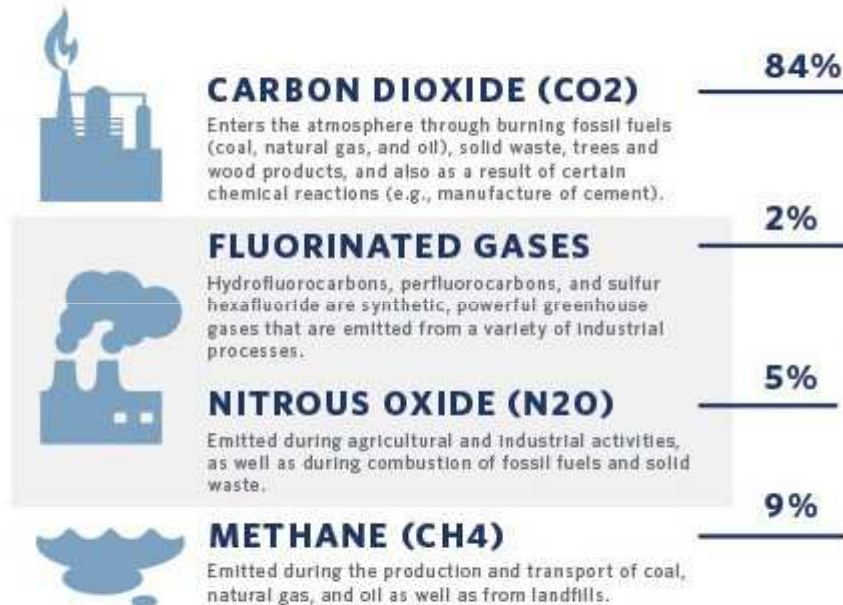 84%
CARBON DIOXIDE (CO2)
Enters the atmosphere through burning fossil fuels
(coal, natural gas, and oil), solid waste, trees and
wood products, and also as a result of certain
chemical reactions (e.g., manufacture of cement).
2%
FLUORINATED GASES
Hydrofluorocarbons, perfluorocarbons, and sulfur
hexafluoride are synthetic, powerful greenhouse
gases that are emitted from a variety of industrial
processes.
5%
NITROUS OXIDE (N2O)
Emitted during agricultural and industrial activities,
as well as during combustion of fossil fuels and solid
waste.
9%
METHANE (CH4)
Emitted during the production and transport of coal,
natural gas, and oil as well as from landfills.